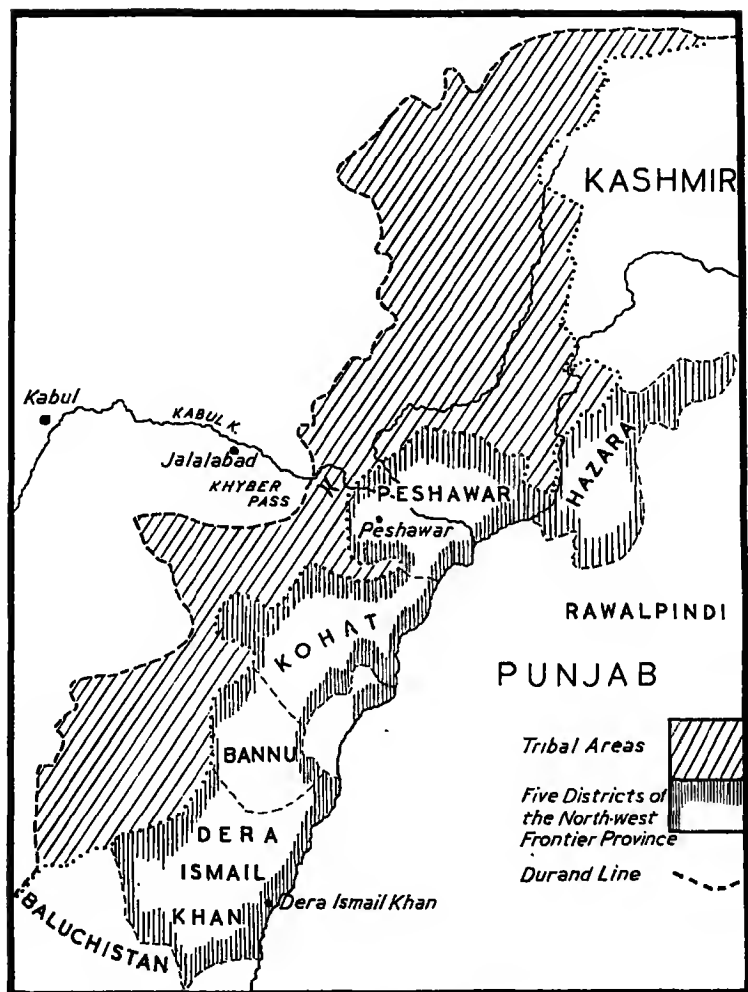 KASHMIR
Kabul
KABUL R.
Jalalabad
KHYBER
PASS
PESHAWAR
Peshawar
HAZARA
RAWALPINDI
KOHAT
PUNJAB
BANNU
Tribal Areas
Five Districts of
the North-west
Frontier Province
Durand Line
DERA
ISMAIL
KHAN
Dera Ismail Khan
BALUCHISTAN